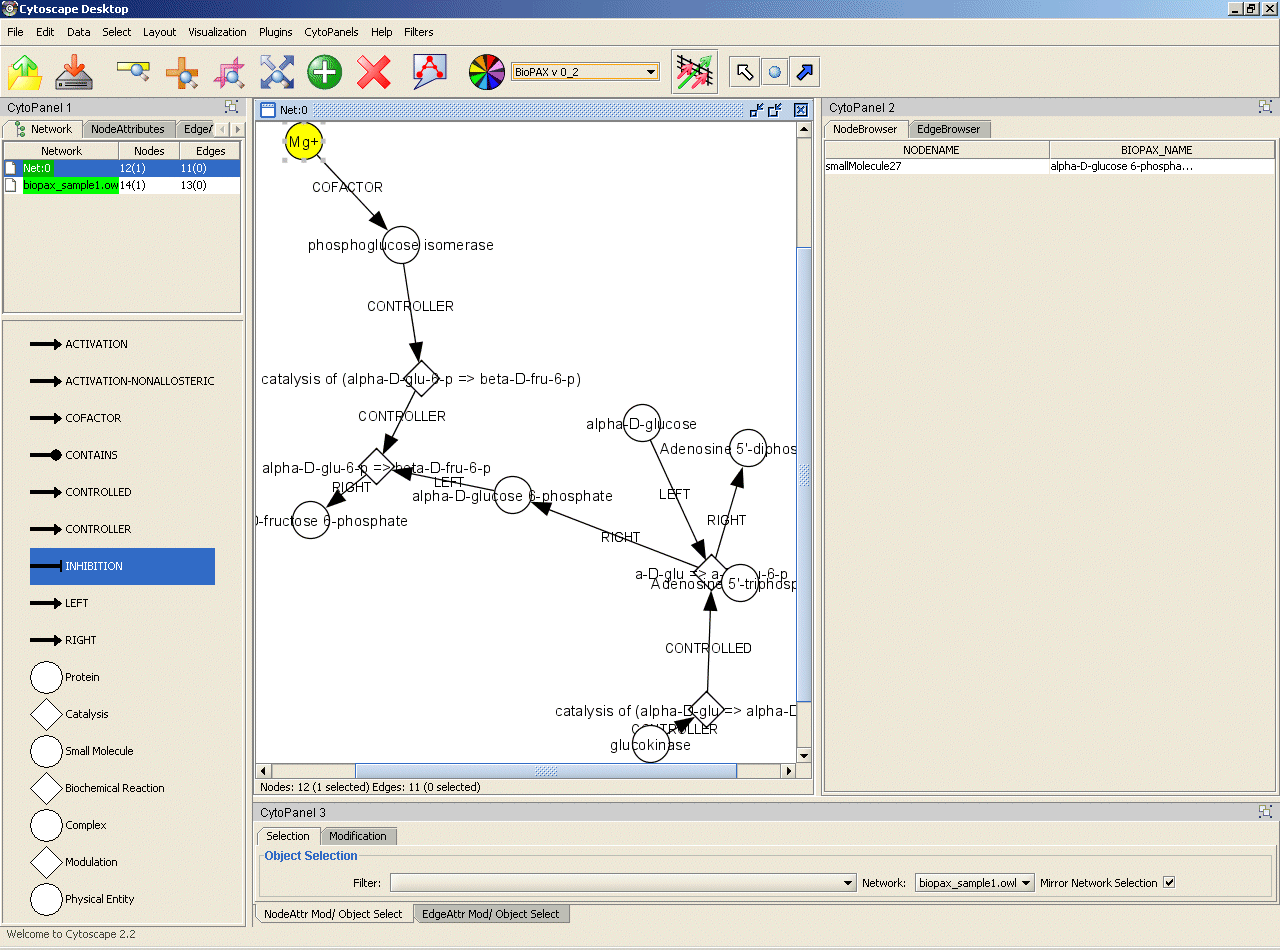 Cytoscape Desktop
File Edit Data Select Layout Visualization Plugins CytoPanels Help Filters
BioPAX v 0_2
CytoPanel 1
Network NodeAttributes Edge/
Network Nodes Edges
Net:0 12(1) 11(0)
biopax_sample1.ow 14(1) 13(0)
ACTIVATION
ACTIVATION-NONALLOSTERIC
COFACTOR
CONTAINS
CONTROLLED
CONTROLLER
INHIBITION
LEFT
RIGHT
Protein
Catalysis
Small Molecule
Biochemical Reaction
Complex
Modulation
Physical Entity
Net:0
Mg+
COFACTOR
phosphoglucose isomerase
CONTROLLER
catalysis of (alpha-D-glu-6-p => beta-D-fru-6-p)
CONTROLLER
alpha-D-glucose
Adenosine 5'-diphos
alpha-D-glu-6-p => beta-D-fru-6-p
LEFT
RIGHT
alpha-D-glucose 6-phosphate
LEFT
-fructose 6-phosphate
RIGHT
RIGHT
a-D-glu => a- u-6-p
Adenosine 5'-triphosp
CONTROLLED
catalysis of (alpha-D-glu => alpha-D
CONTROLLER
glucokinase
Nodes: 12 (1 selected) Edges: 11 (0 selected)
CytoPanel 2
NodeBrowser EdgeBrowser
NODENAME BIOPAX_NAME
smallMolecule27 alpha-D-glucose 6-phospha...
CytoPanel 3
Selection Modification
Object Selection
Filter: Network: biopax_sample1.owl Mirror Network Selection
NodeAttr Mod/ Object Select EdgeAttr Mod/ Object Select
Welcome to Cytoscape 2.2